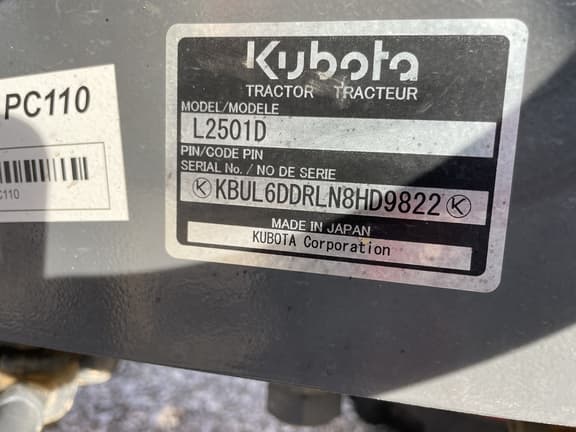 PC110
C110
Kubota
TRACTOR TRACTEUR
MODEL/MODELE
L2501D
PIN/CODE PIN
SERIAL No. / NO DE SERIE
KBUL6DDRLN8HD9822
MADE IN JAPAN
KUBOTA Corporation